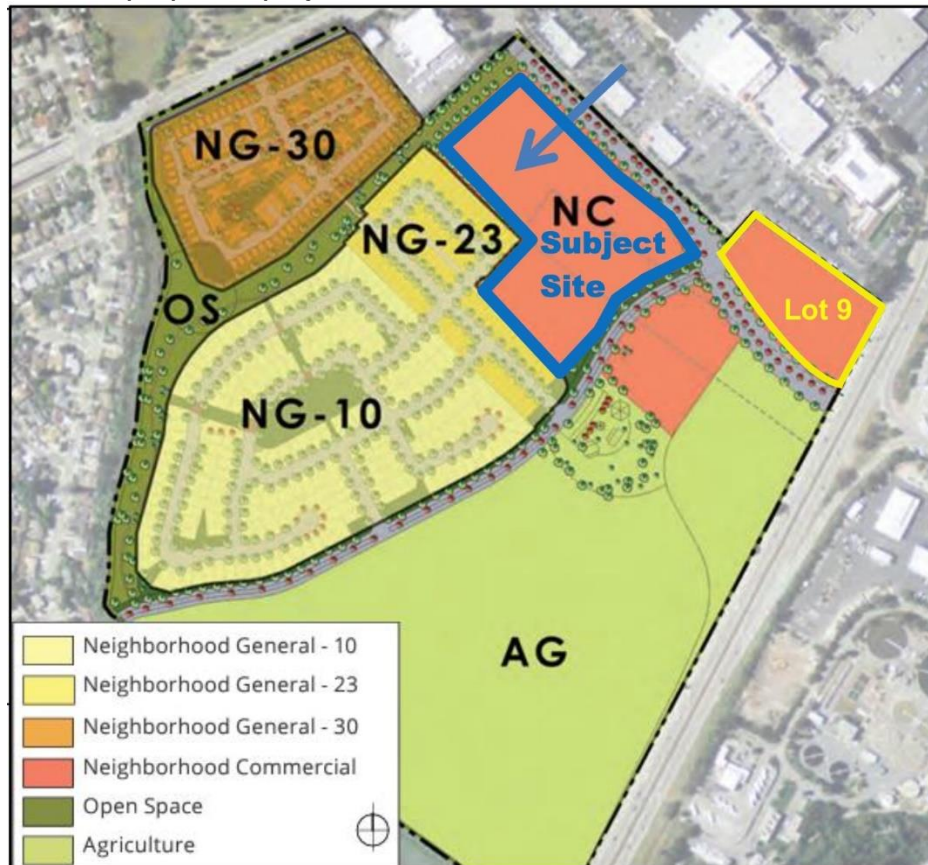 NG-30
NC
NG-23
Subject
Site
Lot 9
OS
NG-10
AG
Neighborhood General - 10
Neighborhood General - 23
Neighborhood General - 30
Neighborhood Commercial
Open Space
Agriculture